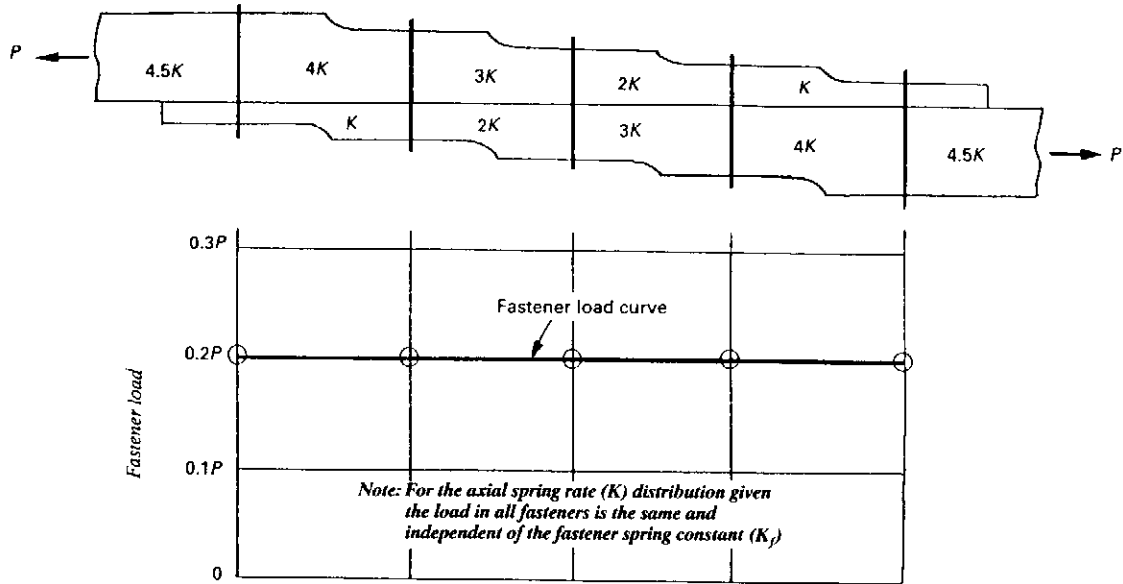 P
4.5K 4K 3K 2K K
K 2K 3K 4K 4.5K
P
0.3P
Fastener load curve
0.2P
Fastener load
0.1P
Note: For the axial spring rate (K) distribution given
the load in all fasteners is the same and
independent of the fastener spring constant (Kf)
0